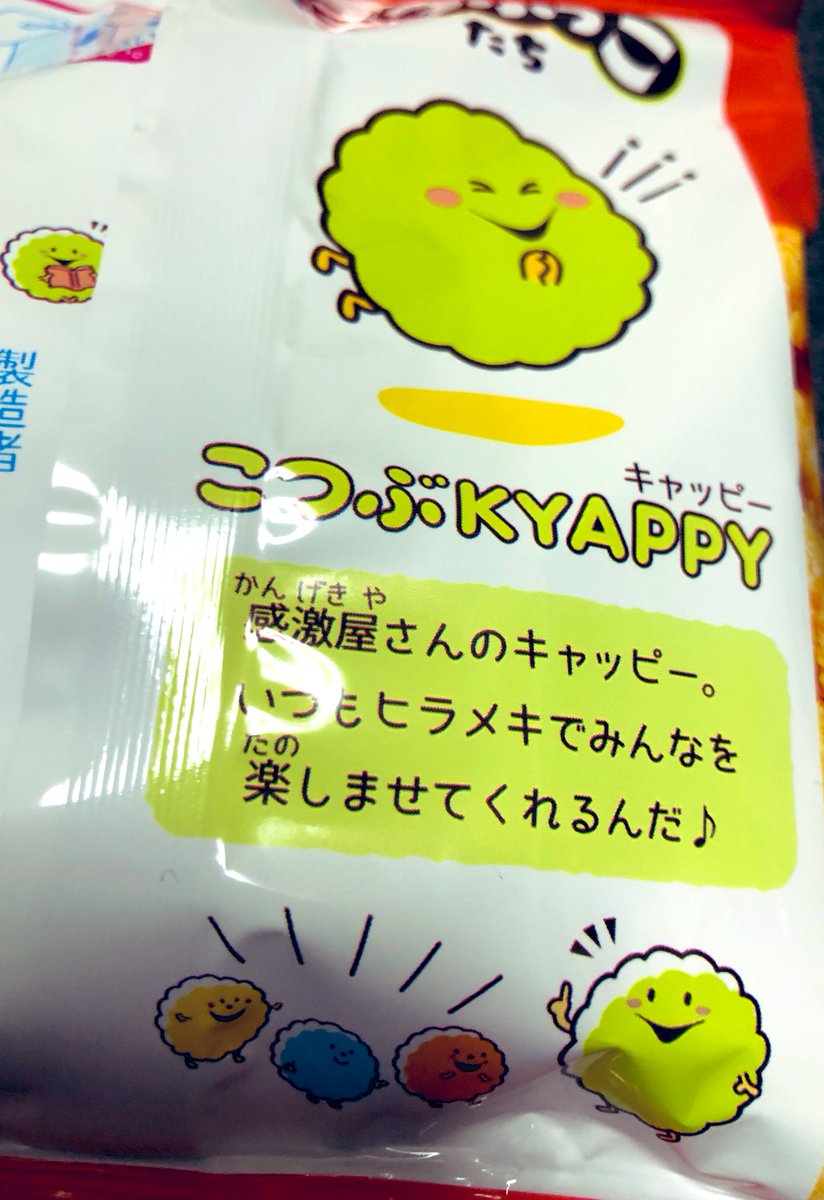 たち
製造者
キャッピー
こつぶKYAPPY
かんげきや
感激屋さんのキャッピー。
いつもヒラメキでみんなを
たの
楽しませてくれるんだ♪